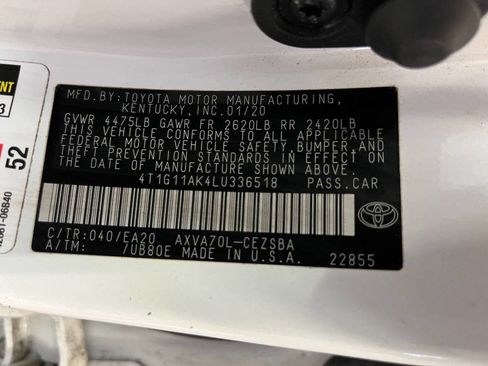 MFD.BY:TOYOTA MOTOR MANUFACTURING,
KENTUCKY,INC.01/20
GVWR 4475LB GAWR FR 2620LB RR 2420LB
THIS VEHICLE CONFORMS TO ALL
FEDERAL MOTOR VEHICLE SAFETY,BUMPER,AND
THEFT PREVENTION STANDARDS IN EFFECT ON
THE DATE OF MANUFACTURE SHOWN ABOVE.
4T1G11AK4LU336518 PASS.CAR
C/TR:040/EA20 AXVA70L-CEZSBA
A/TM: /UB80E MADE IN U.S.A.
22855
TOYOTA
52